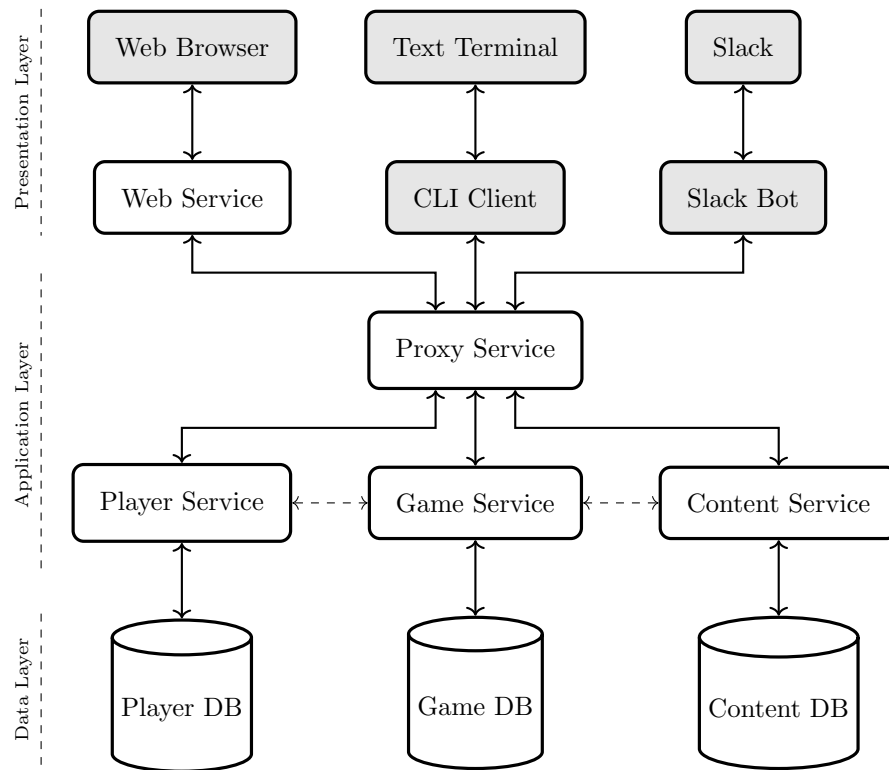 Presentation Layer
Web Browser
Text Terminal
Slack
Web Service
CLI Client
Slack Bot
Application Layer
Proxy Service
Player Service
Game Service
Content Service
Data Layer
Player DB
Game DB
Content DB